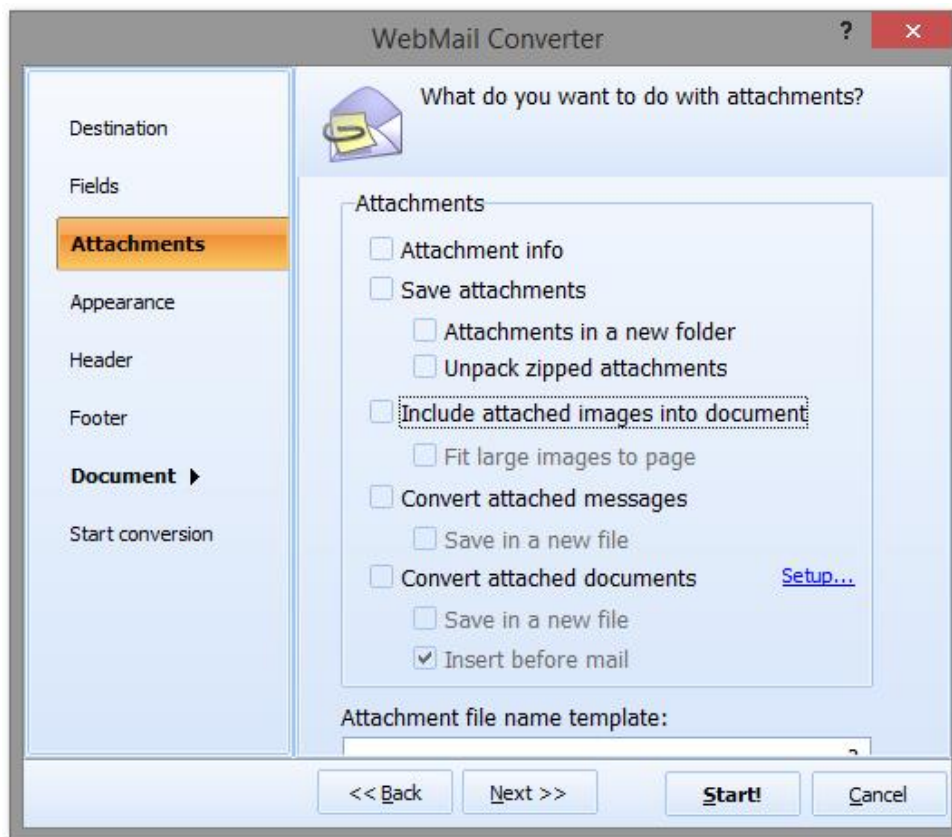 WebMail Converter
?
Destination
Fields
Attachments
Appearance
Header
Footer
Document
Start conversion
What do you want to do with attachments?
Attachments
Attachment info
Save attachments
Attachments in a new folder
Unpack zipped attachments
Include attached images into document
Fit large images to page
Convert attached messages
Save in a new file
Convert attached documents Setup...
Save in a new file
Insert before mail
Attachment file name template:
<< Back Next >> Start! Cancel